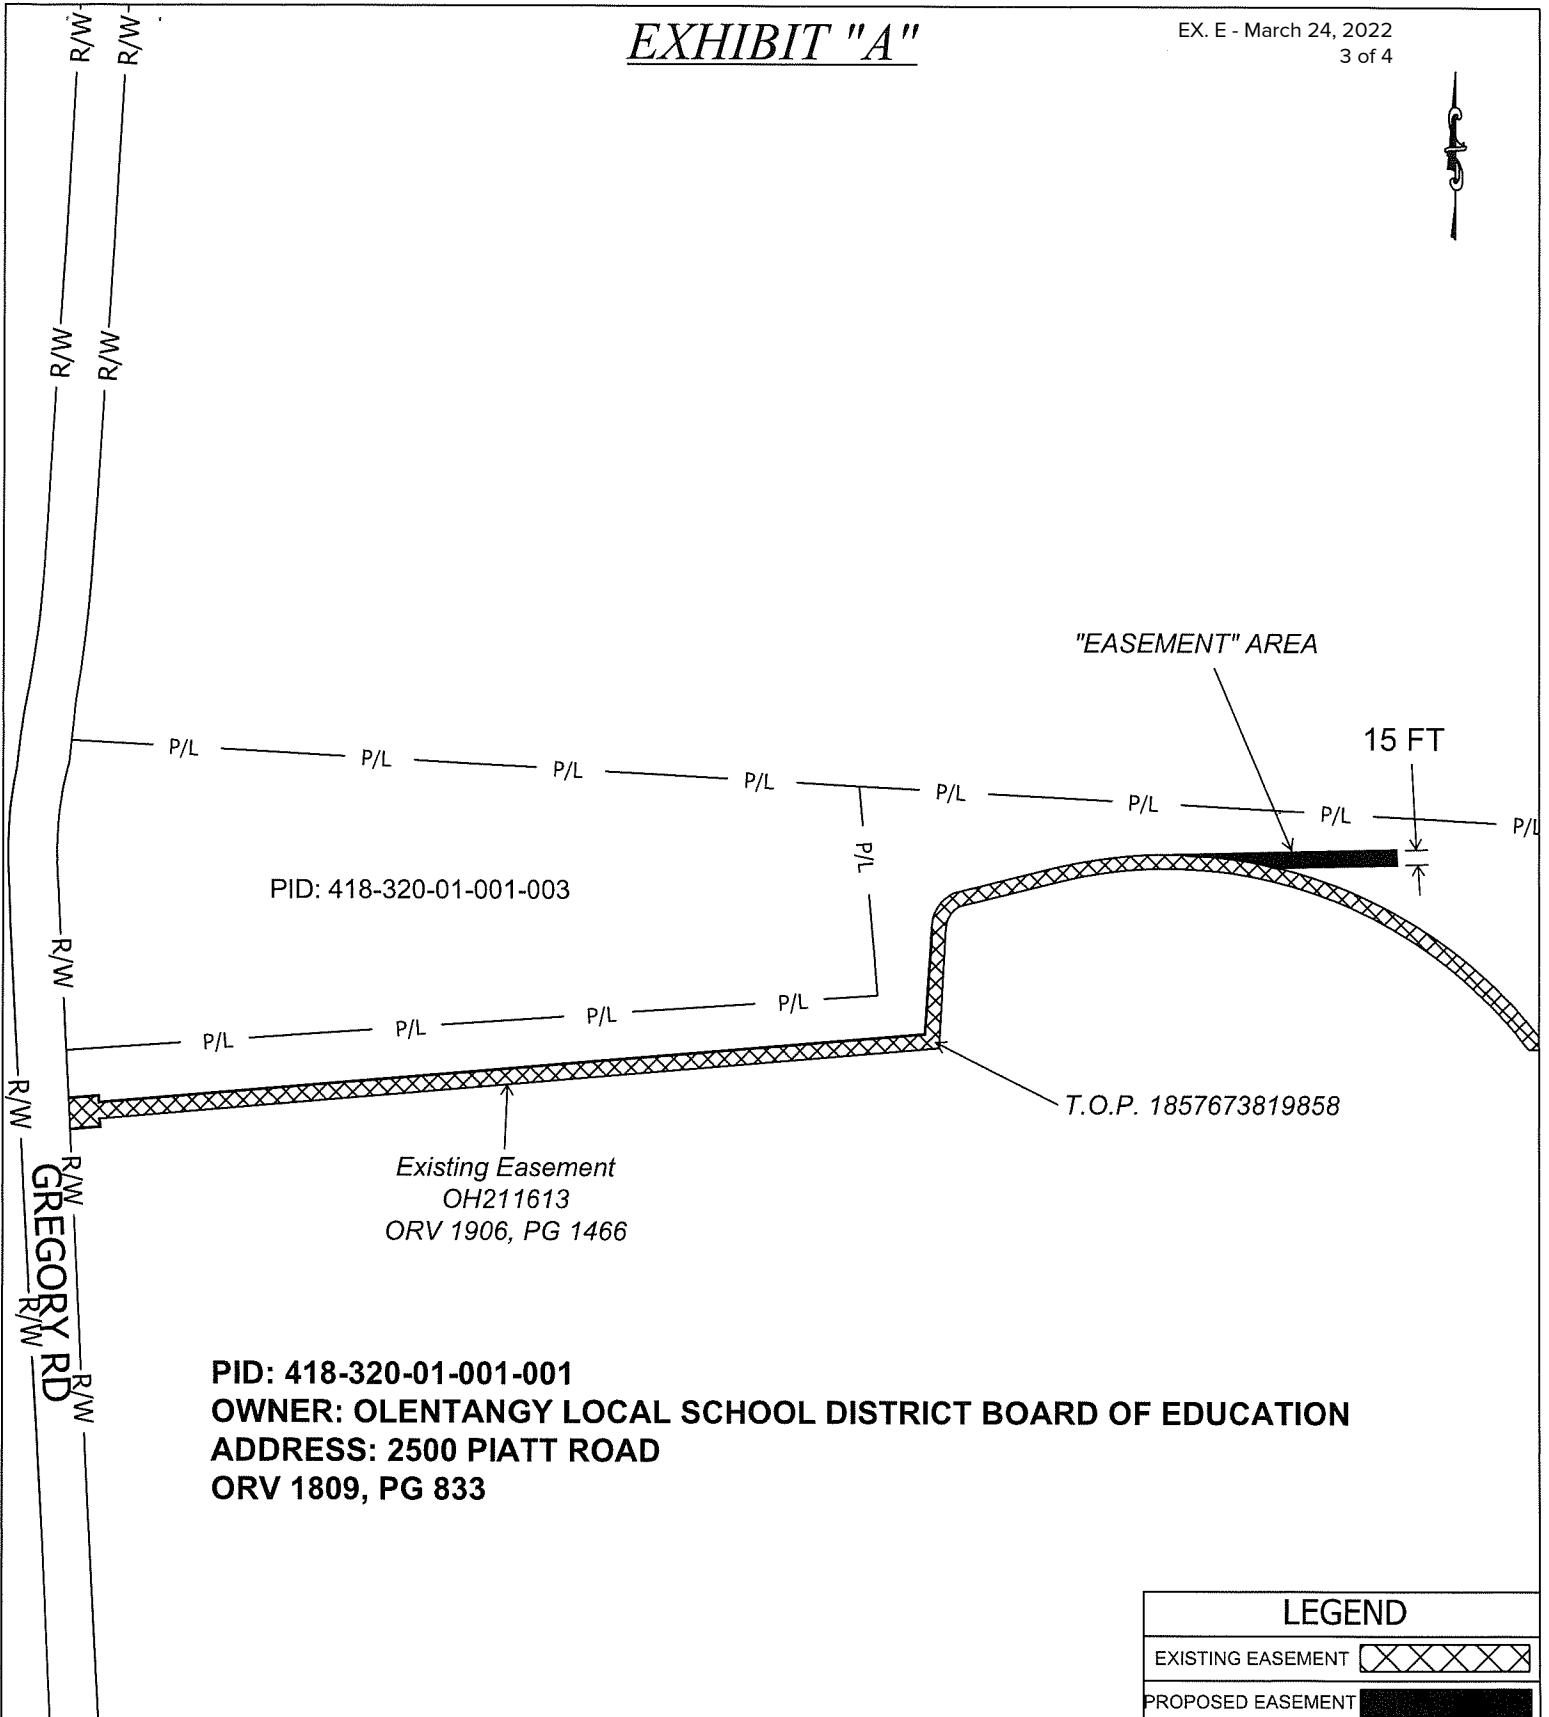 EXHIBIT "A"
EX. E - March 24, 2022
3 of 4
R/W
R/W
R/W
R/W
"EASEMENT" AREA
15 FT
P/L
P/L
P/L
P/L
P/L
P/L
P/L
P/L
P/L
PID: 418-320-01-001-003
R/W
P/L
P/L
P/L
P/L
R/W
T.O.P. 1857673819858
Existing Easement
OH211613
ORV 1906, PG 1466
R/W
GREGORY RD
R/W
R/W
PID: 418-320-01-001-001
OWNER: OLENTANGY LOCAL SCHOOL DISTRICT BOARD OF EDUCATION
ADDRESS: 2500 PIATT ROAD
ORV 1809, PG 833
LEGEND
EXISTING EASEMENT
PROPOSED EASEMENT